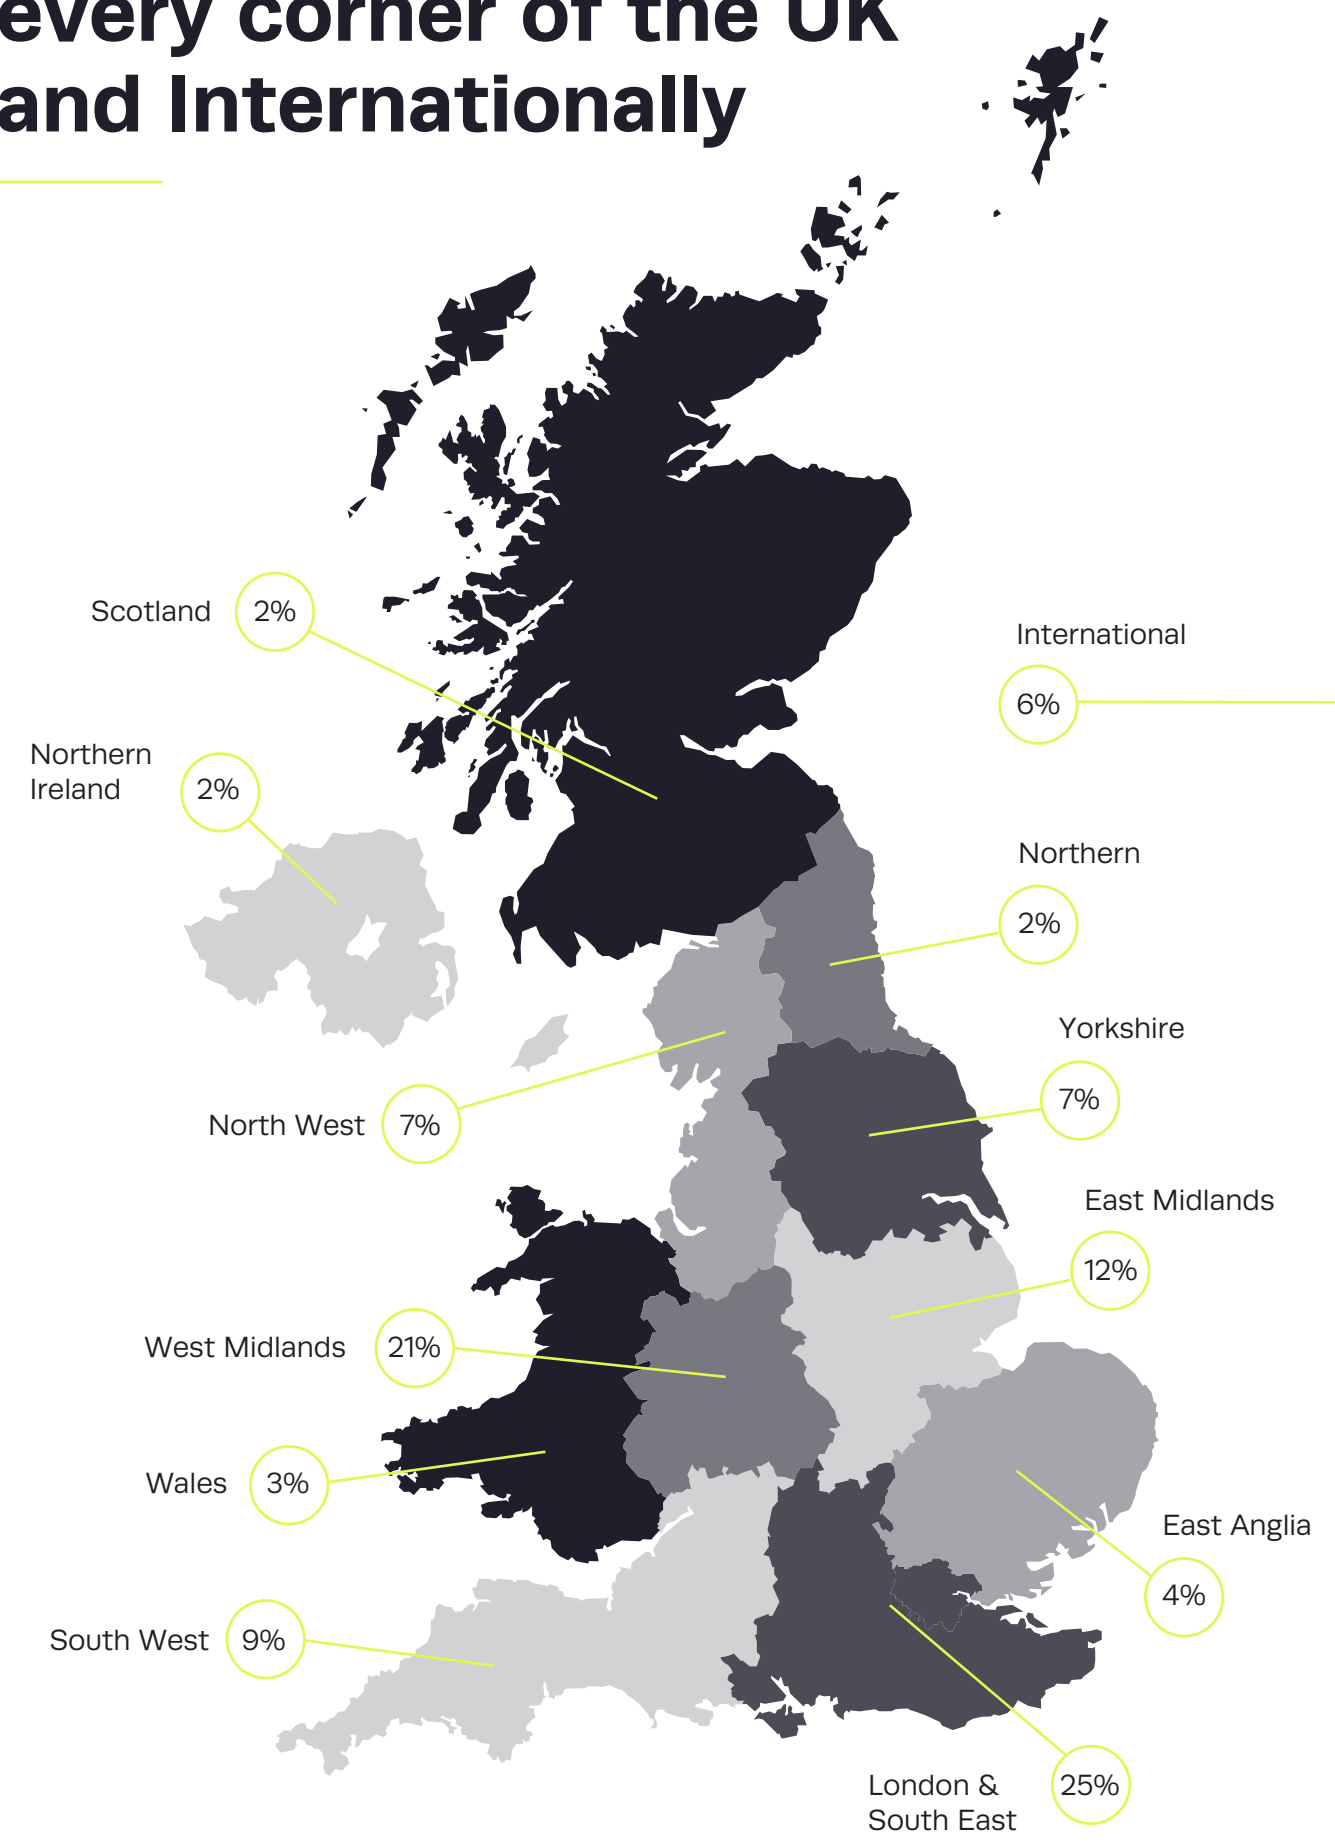 every corner of the UK
and Internationally
Scotland
2%
International
6%
Northern
Ireland
2%
Northern
2%
Yorkshire
7%
North West
7%
East Midlands
12%
West Midlands
21%
Wales
3%
East Anglia
4%
South West
9%
London &
South East
25%